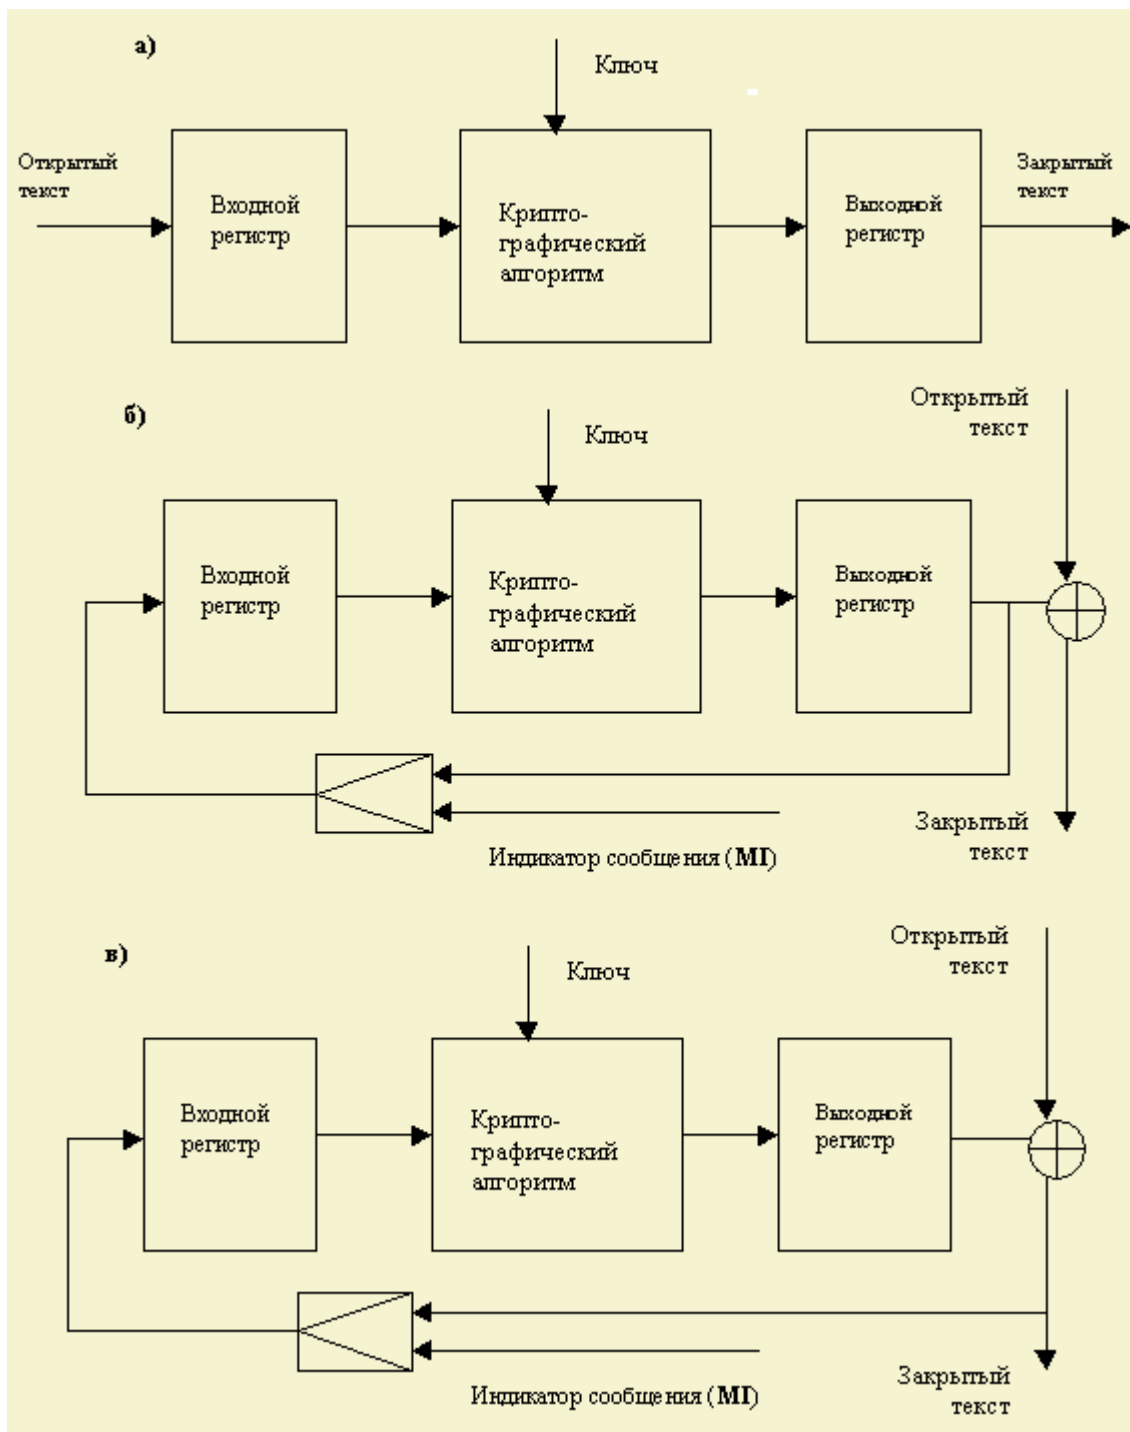 а)
Ключ
Открытый
текст
Входной
регистр
Крипто-
графический
алгоритм
Выходной
регистр
Закрытый
текст
б)
Ключ
Открытый
текст
Входной
регистр
Крипто-
графический
алгоритм
Выходной
регистр
Индикатор сообщения (MI)
Закрытый
текст
в)
Ключ
Открытый
текст
Входной
регистр
Крипто-
графический
алгоритм
Выходной
регистр
Индикатор сообщения (MI)
Закрытый
текст